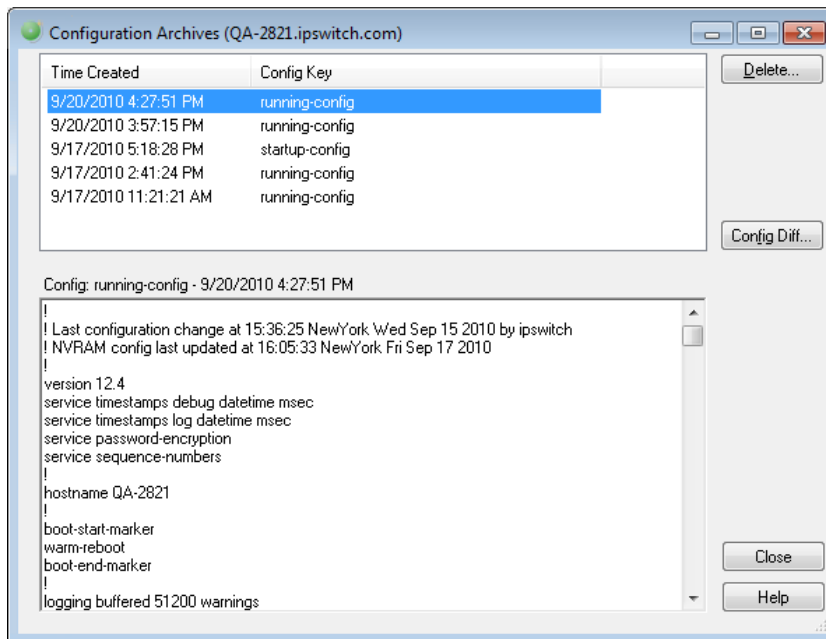 Configuration Archives (QA-2821.ipswitch.com)
Time Created Config Key
9/20/2010 4:27:51 PM running-config
9/20/2010 3:57:15 PM running-config
9/17/2010 5:18:28 PM startup-config
9/17/2010 2:41:24 PM running-config
9/17/2010 11:21:21 AM running-config
Delete...
Config Diff...
Config: running-config - 9/20/2010 4:27:51 PM
!
! Last configuration change at 15:36:25 NewYork Wed Sep 15 2010 by ipswitch
! NVRAM config last updated at 16:05:33 NewYork Fri Sep 17 2010
!
version 12.4
service timestamps debug datetime msec
service timestamps log datetime msec
service password-encryption
service sequence-numbers
!
hostname QA-2821
!
boot-start-marker
warm-reboot
boot-end-marker
!
logging buffered 51200 warnings
Close
Help